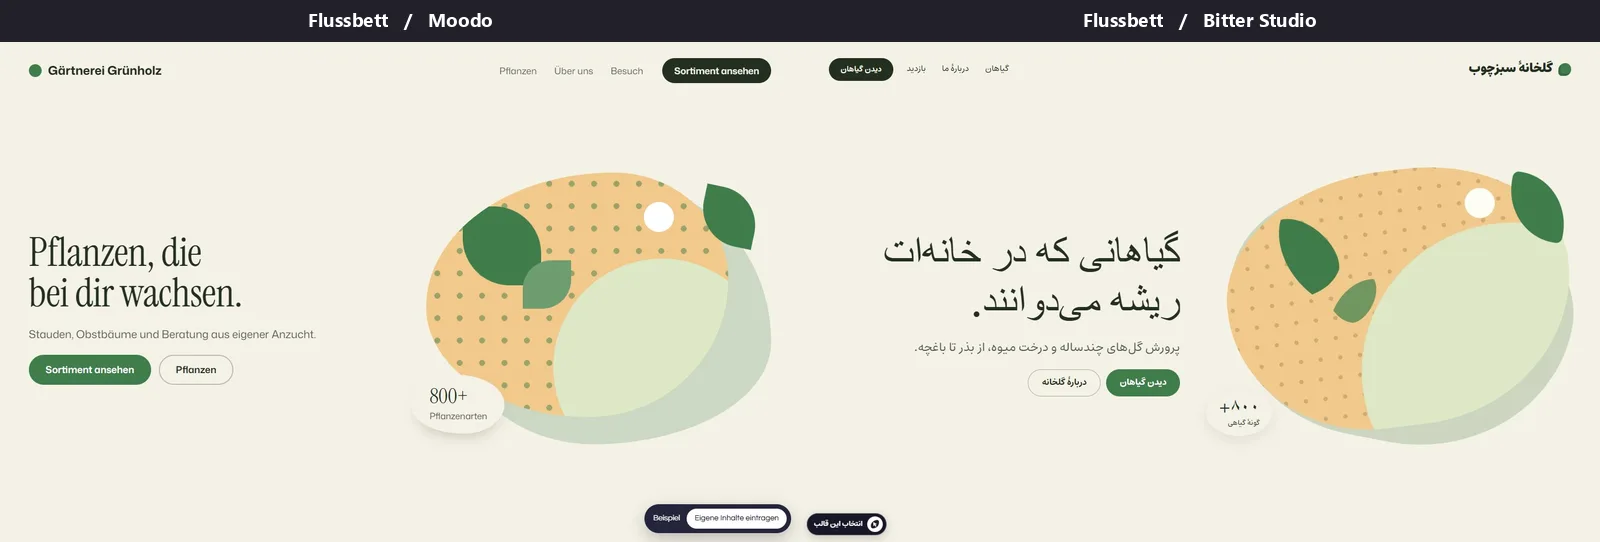 Flussbett / Moodo
Flussbett / Bitter Studio
Gärtnerei Grünholz
Pflanzen
Über uns
Besuch
Sortiment ansehen
Pflanzen, die
bei dir wachsen.
Stauden, Obstbäume und Beratung aus eigener Anzucht.
Sortiment ansehen
Pflanzen
800+
Pflanzenarten
Beispiel
Eigene Inhalte eintragen
گلخانهٔ سبزچوب
گیاهان
دربارهٔ ما
بازدید
دیدن گیاهان
گیاهانی که در خانه‌ات
ریشه می‌دوانند.
پرورش گل‌های چندساله و درخت میوه، از بذر تا باغچه.
دیدن گیاهان
دربارهٔ گلخانه
+۸۰۰
گونهٔ گیاهی
انتخاب این قالب